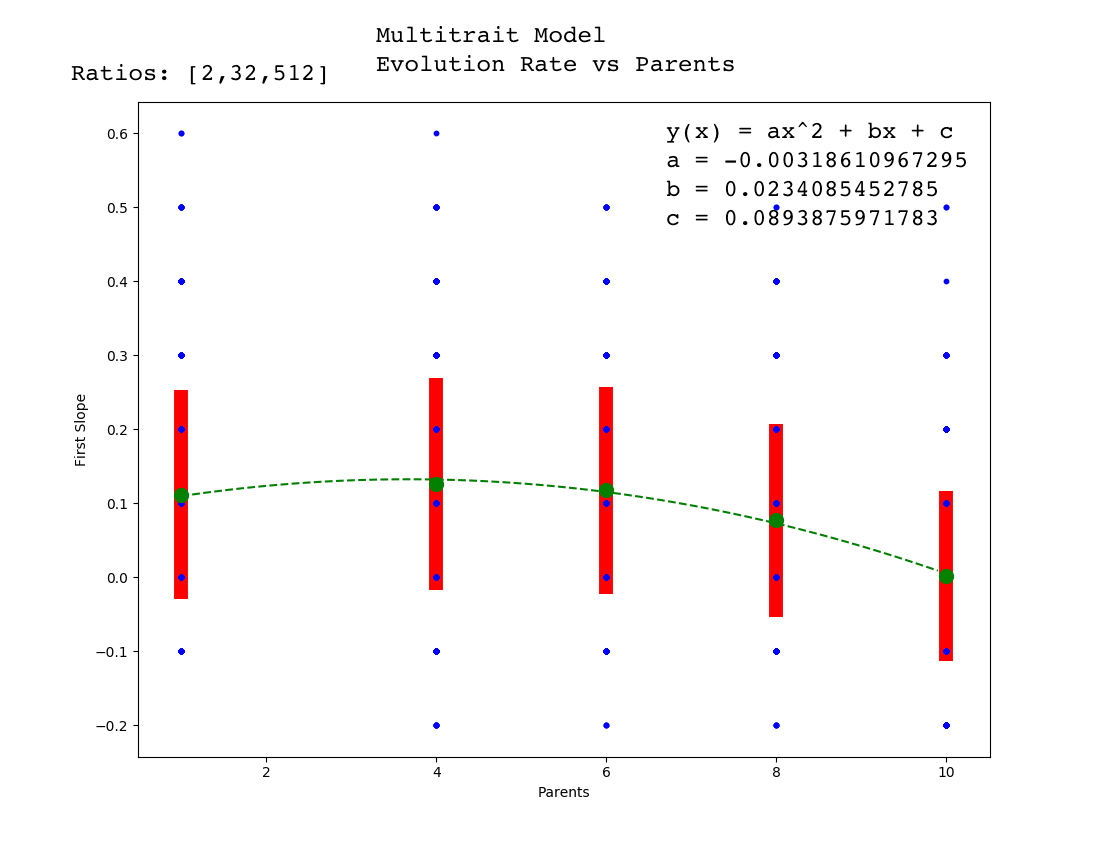 Multitrait Model
Evolution Rate vs Parents
Ratios: [2,32,512]
y(x) = ax^2 + bx + c
a = -0.00318610967295
b = 0.0234085452785
c = 0.0893875971783
0.6
0.5
0.4
0.3
0.2
0.1
0.0
−0.1
−0.2
First Slope
2 4 6 8 10
Parents